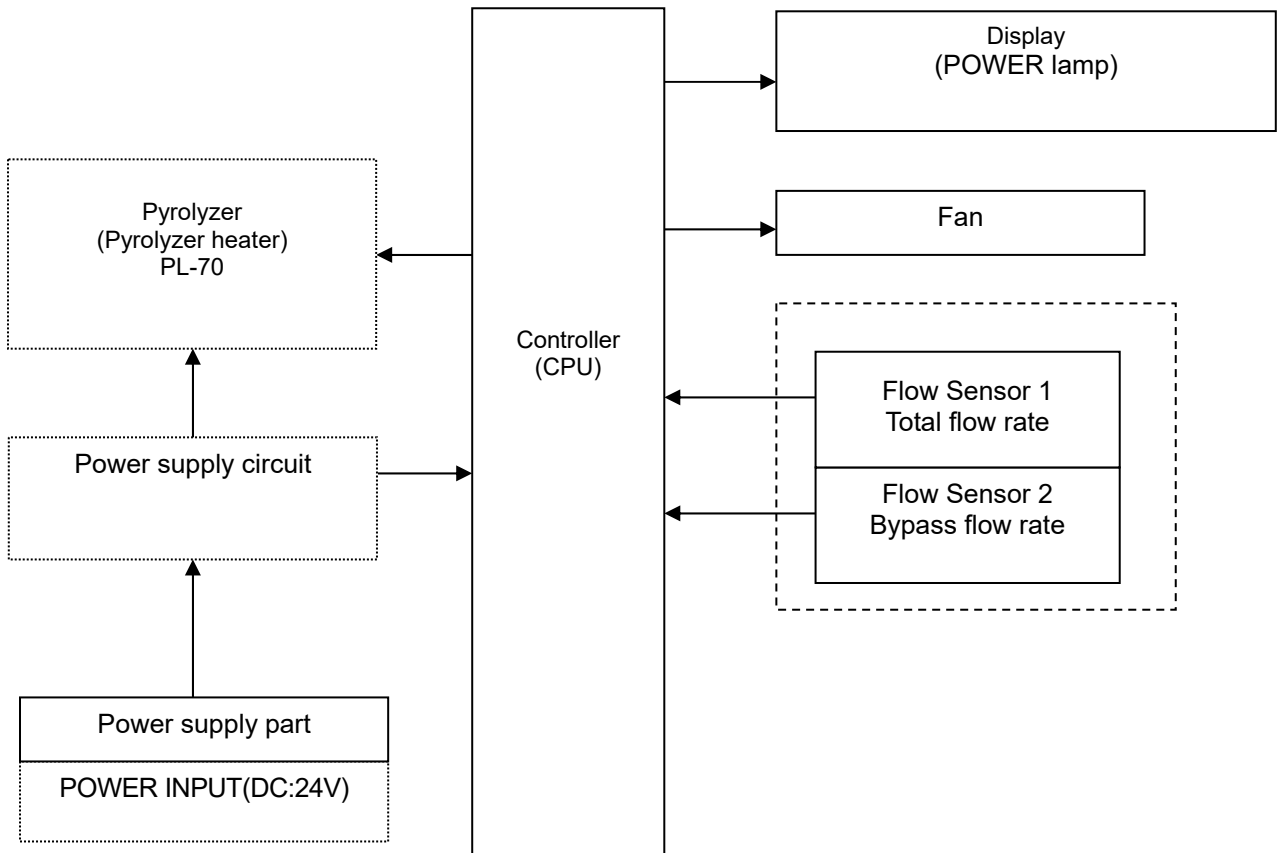 Display
(POWER lamp)
Pyrolyzer
(Pyrolyzer heater)
PL-70
Fan
Controller
(CPU)
Flow Sensor 1
Total flow rate
Power supply circuit
Flow Sensor 2
Bypass flow rate
Power supply part
POWER INPUT(DC:24V)